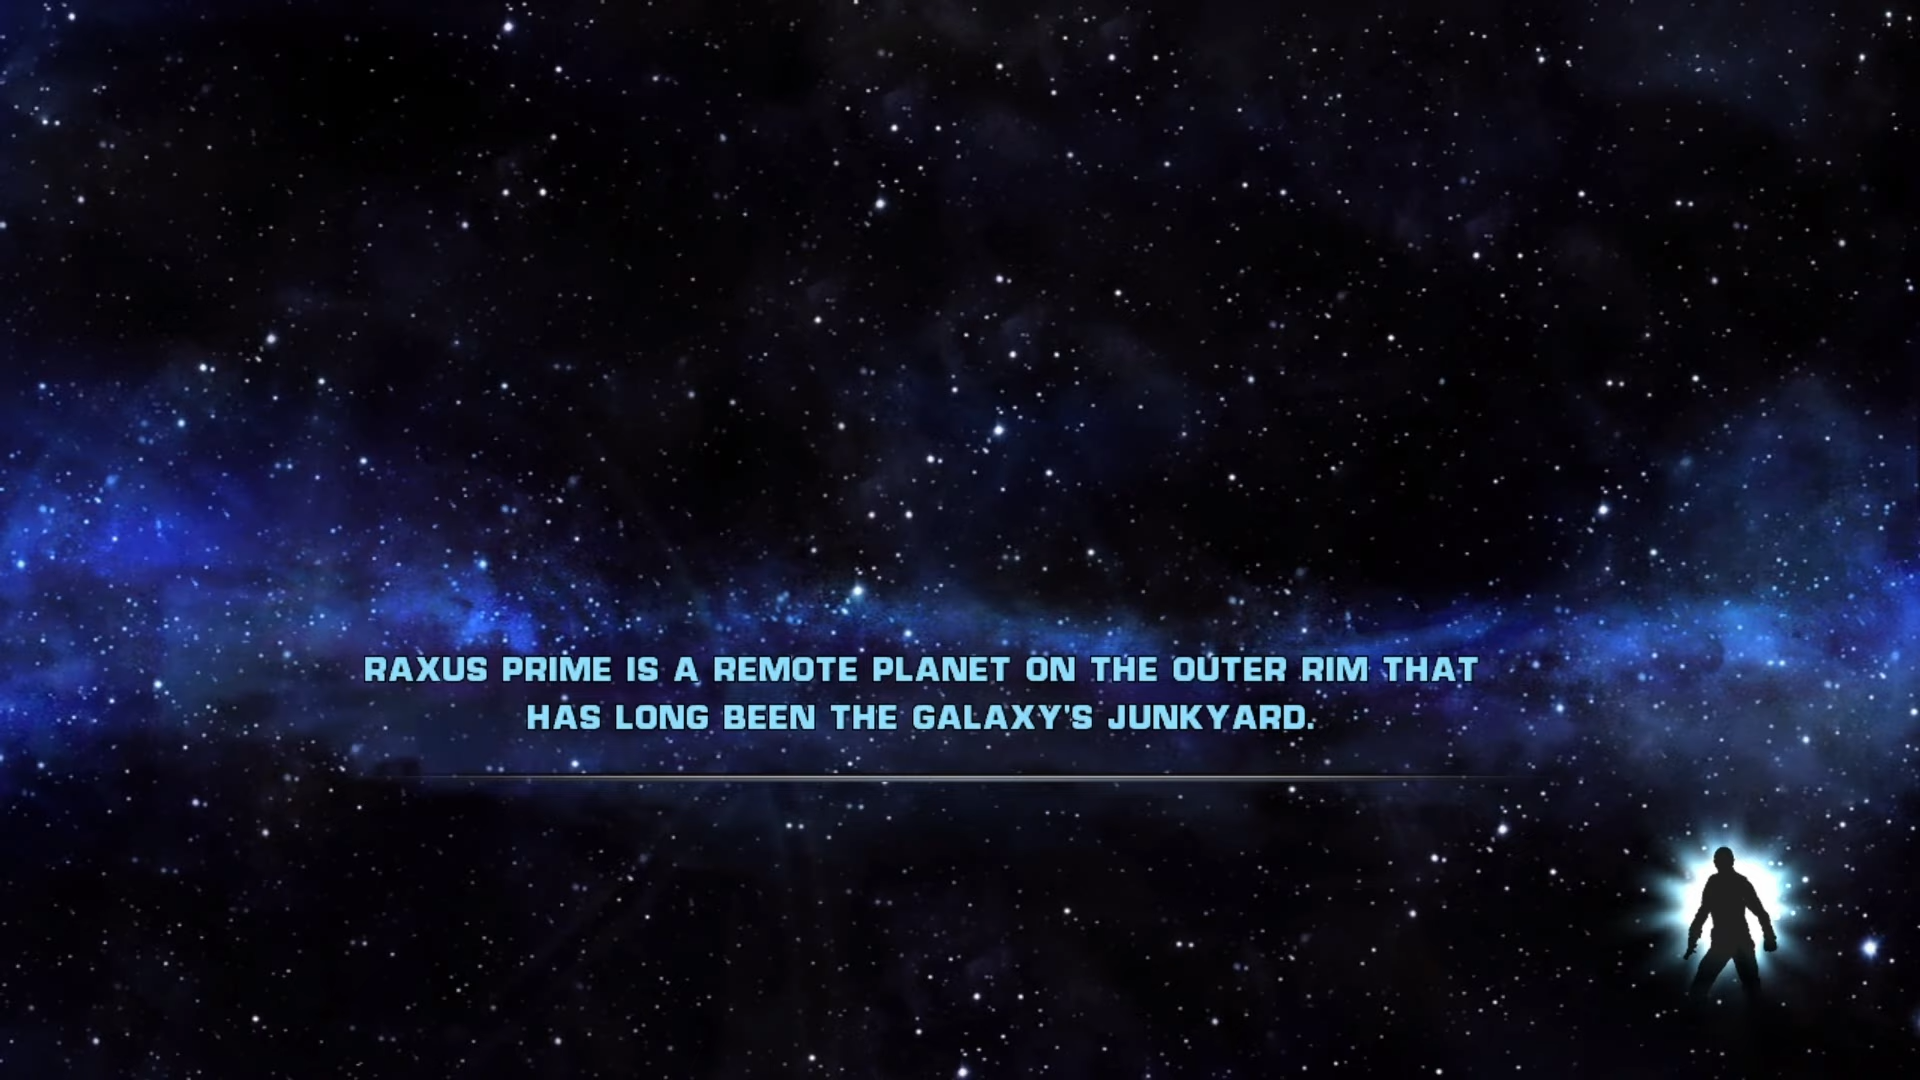 RAXUS PRIME IS A REMOTE PLANET ON THE OUTER RIM THAT
HAS LONG BEEN THE GALAXY'S JUNKYARD.